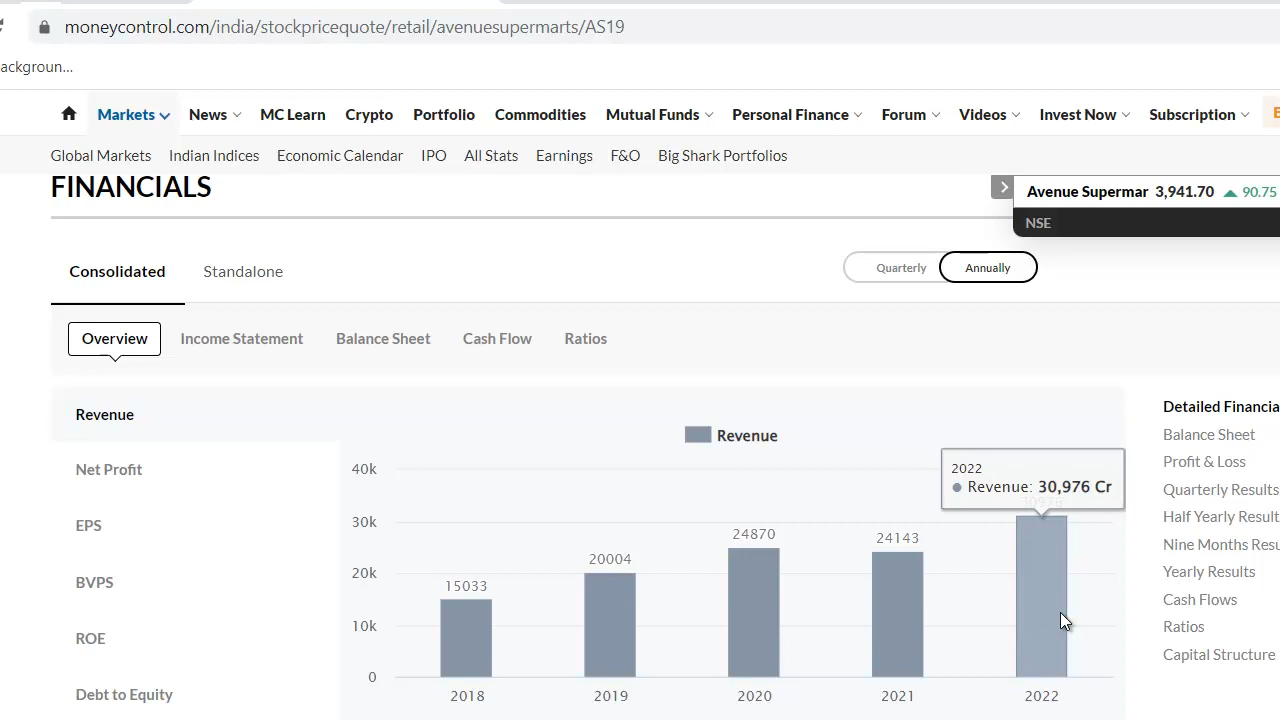 moneycontrol.com/india/stockpricequote/retail/avenuesupermarts/AS19
ackgroun...
Markets News MC Learn Crypto Portfolio Commodities Mutual Funds Personal Finance Forum Videos Invest Now Subscription
Global Markets Indian Indices Economic Calendar IPO All Stats Earnings F&O Big Shark Portfolios
FINANCIALS
Avenue Supermar 3,941.70 90.75
NSE
Consolidated Standalone
Quarterly Annually
Overview Income Statement Balance Sheet Cash Flow Ratios
Revenue
Net Profit
EPS
BVPS
ROE
Debt to Equity
Revenue
2022
Revenue: 30,976 Cr
40k
30k
20k
10k
0
15033
20004
24870
24143
2018 2019 2020 2021 2022
Detailed Financia
Balance Sheet
Profit & Loss
Quarterly Results
Half Yearly Result
Nine Months Resu
Yearly Results
Cash Flows
Ratios
Capital Structure